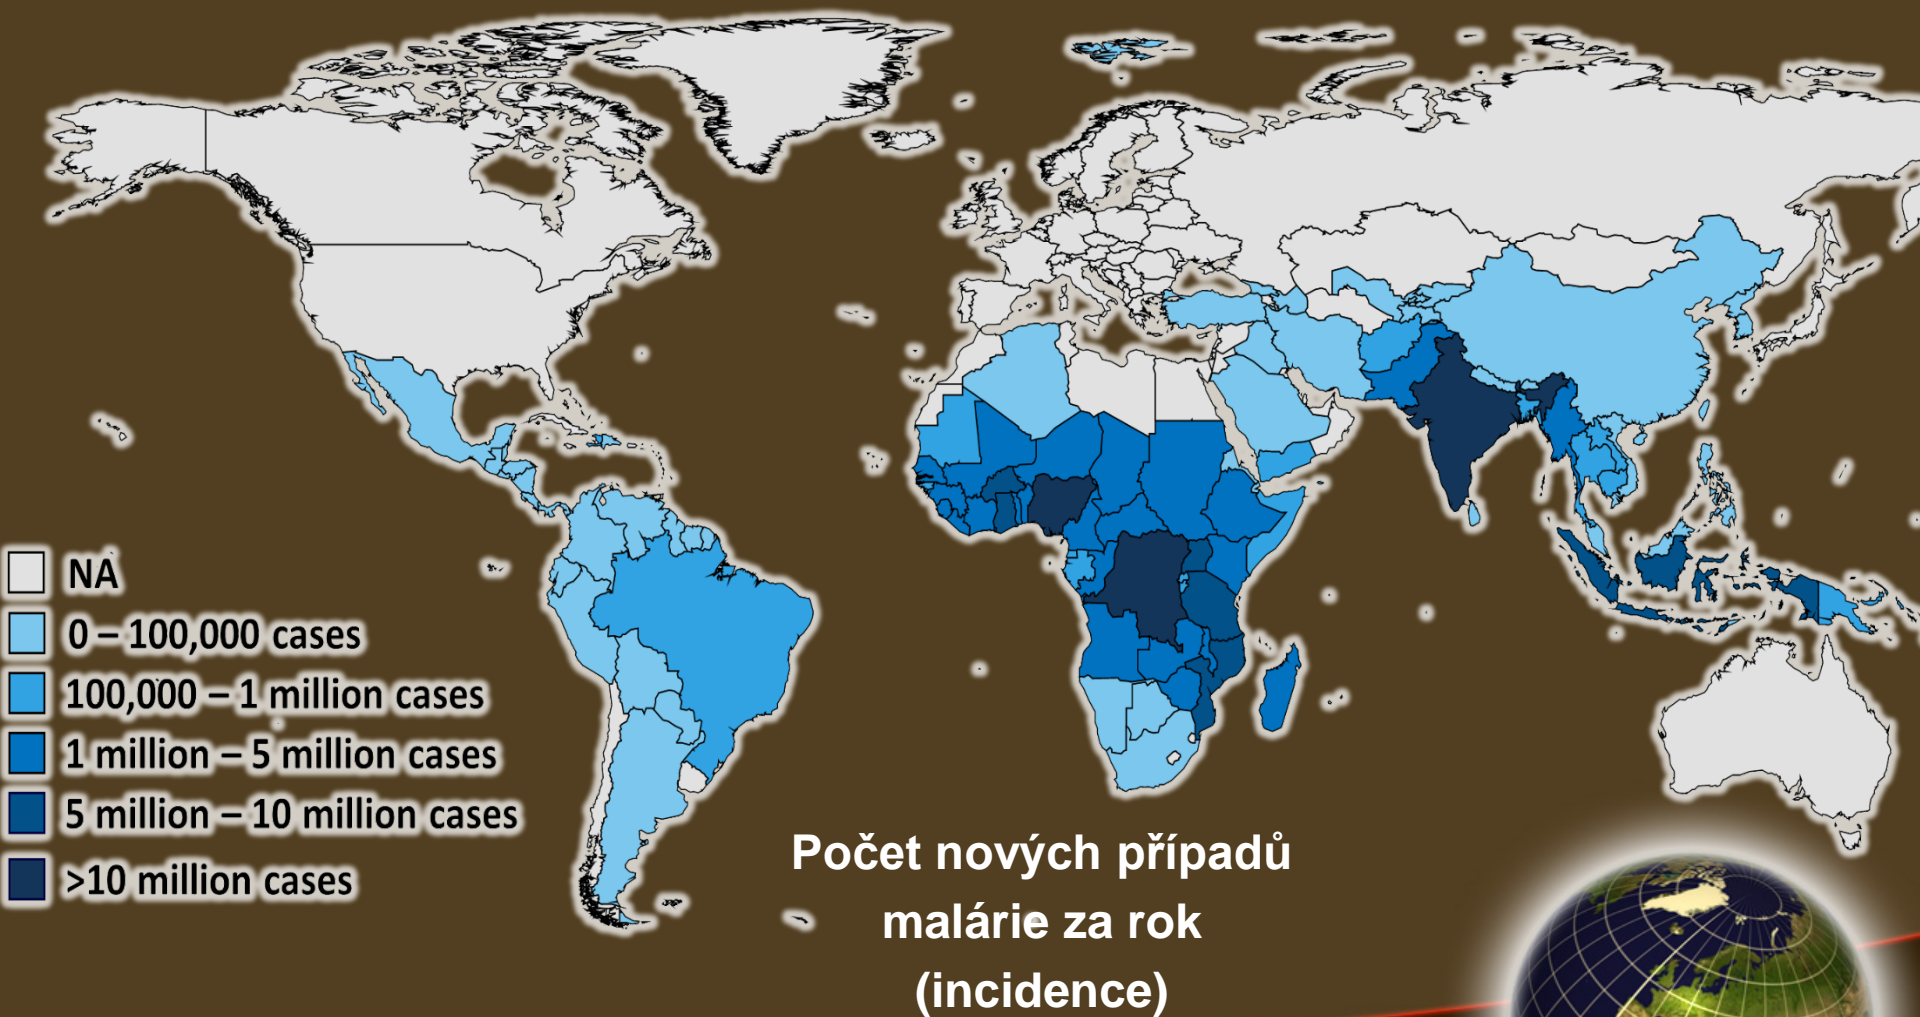 NA
0 – 100,000 cases
100,000 – 1 million cases
1 million – 5 million cases
5 million – 10 million cases
>10 million cases
Počet nových případů
malárie za rok
(incidence)